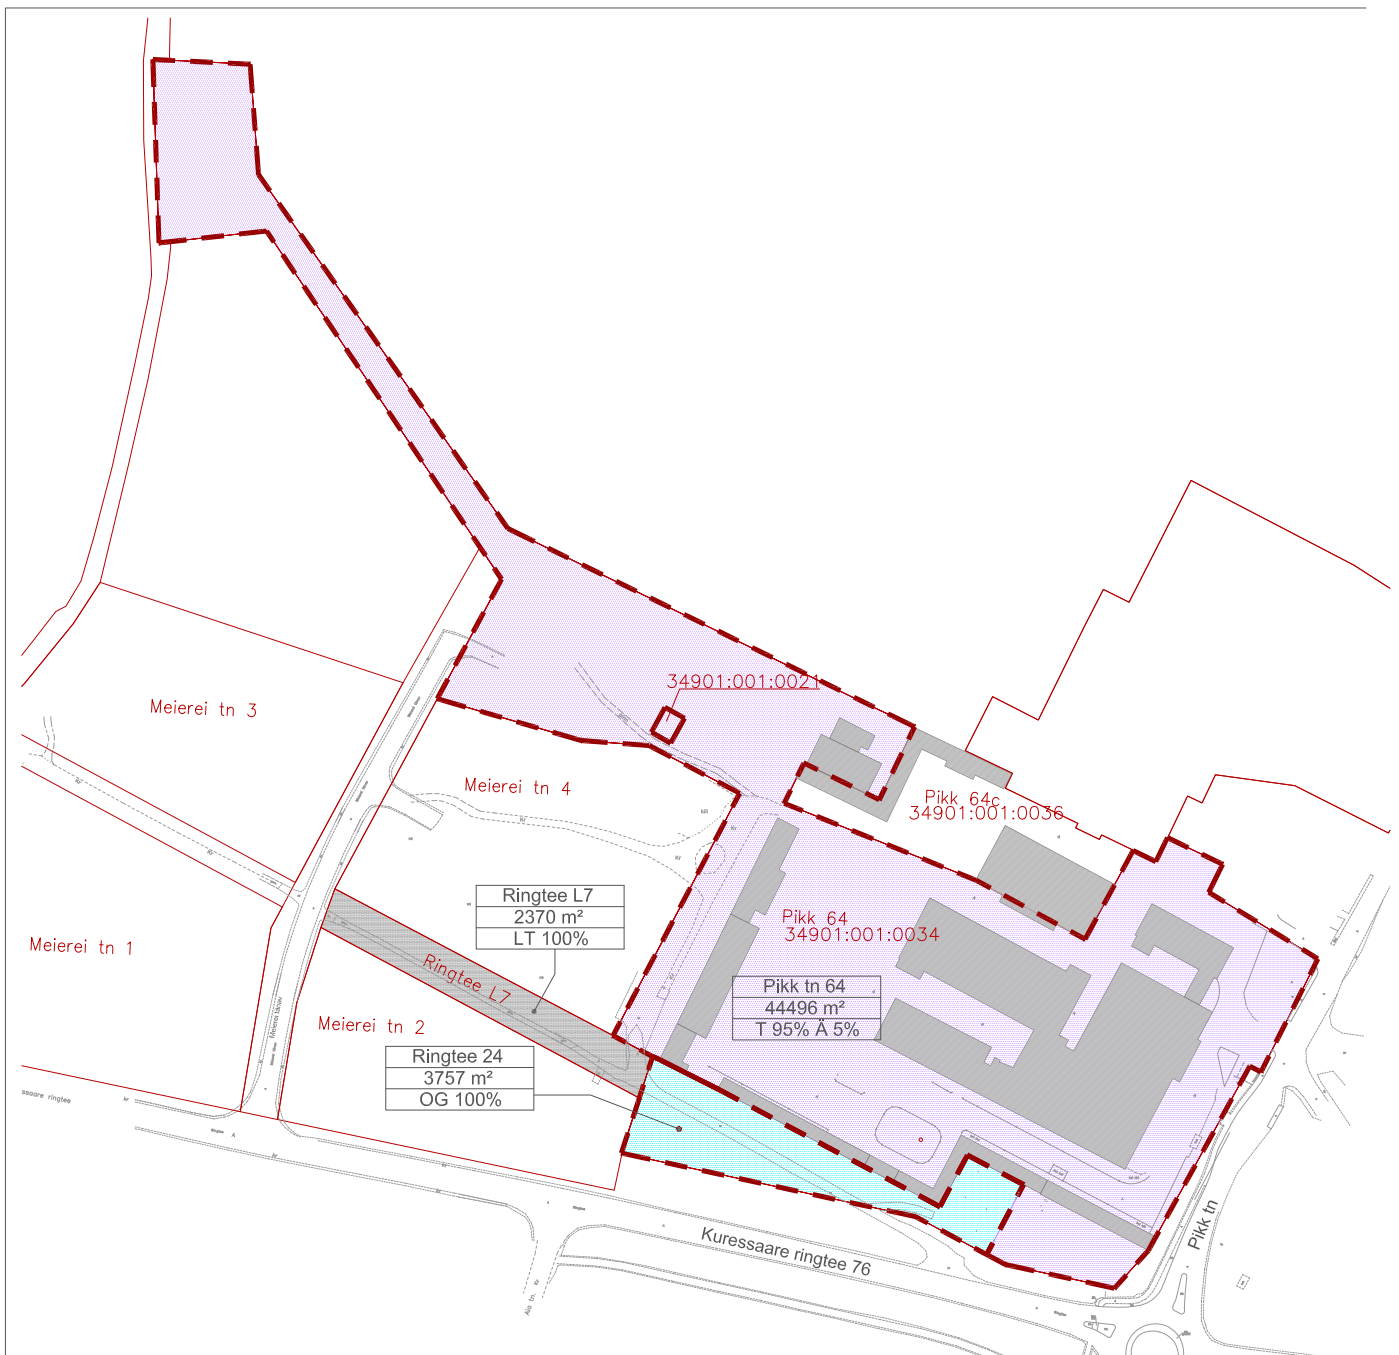 34901:001:0021
Meierei tn 3
Meierei tn 4
Pikk 64c
34901:001:0036
Ringtee L7
2370 m²
LT 100%
Pikk 64
34901:001:0034
Meierei tn 1
Ringtee L7
Pikk tn 64
44496 m²
T 95% Ä 5%
Meierei tn 2
Ringtee 24
3757 m²
OG 100%
ssaare ringtee
Kuressaare ringtee 76
Pikk tn